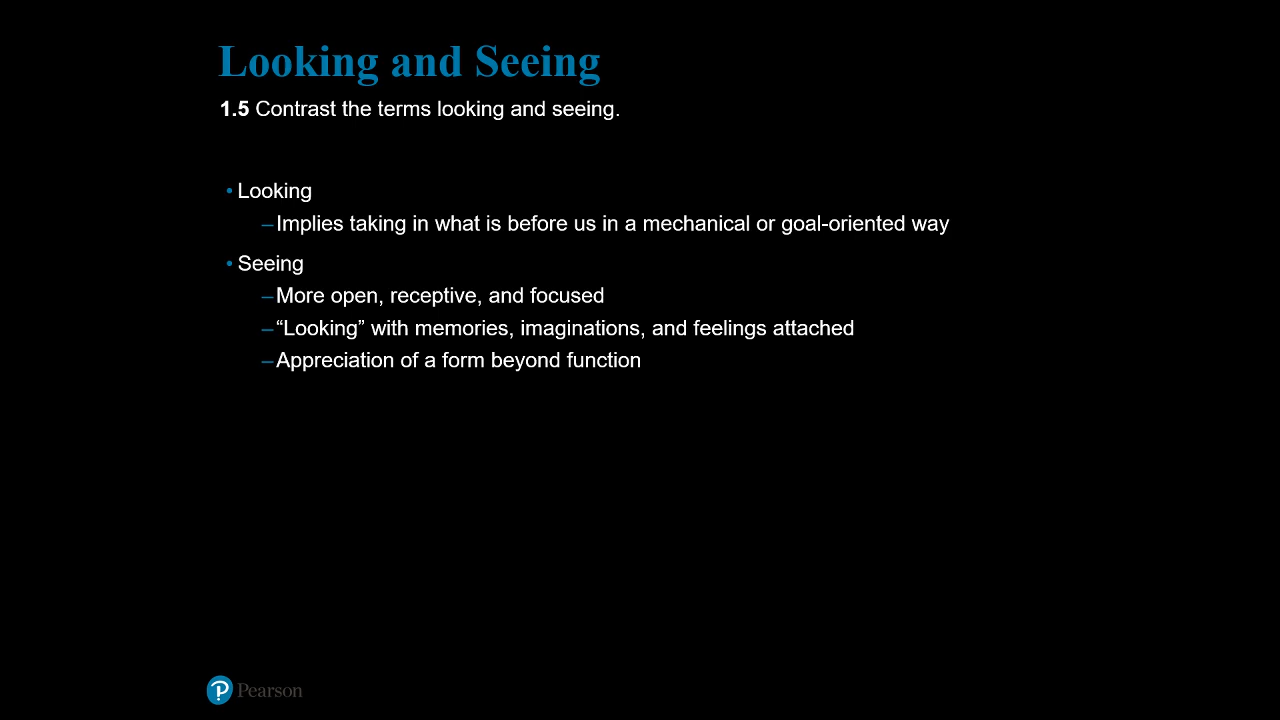 Looking and Seeing
1.5 Contrast the terms looking and seeing.
• Looking
–Implies taking in what is before us in a mechanical or goal-oriented way
• Seeing
–More open, receptive, and focused
–“Looking” with memories, imaginations, and feelings attached
–Appreciation of a form beyond function
Pearson